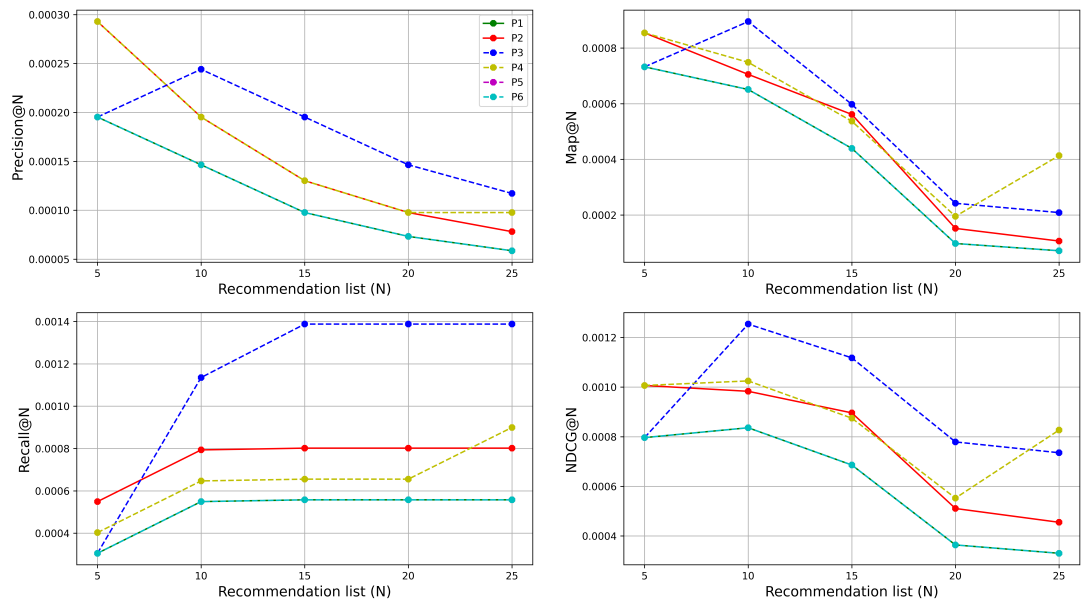 0.00030
0.00025
0.00020
0.00015
0.00010
0.00005
Precision@N
5 10 15 20 25
Recommendation list (N)
P1
P2
P3
P4
P5
P6
0.0008
0.0006
0.0004
0.0002
Map@N
5 10 15 20 25
Recommendation list (N)
0.0014
0.0012
0.0010
0.0008
0.0006
0.0004
Recall@N
5 10 15 20 25
Recommendation list (N)
0.0012
0.0010
0.0008
0.0006
0.0004
NDCG@N
5 10 15 20 25
Recommendation list (N)